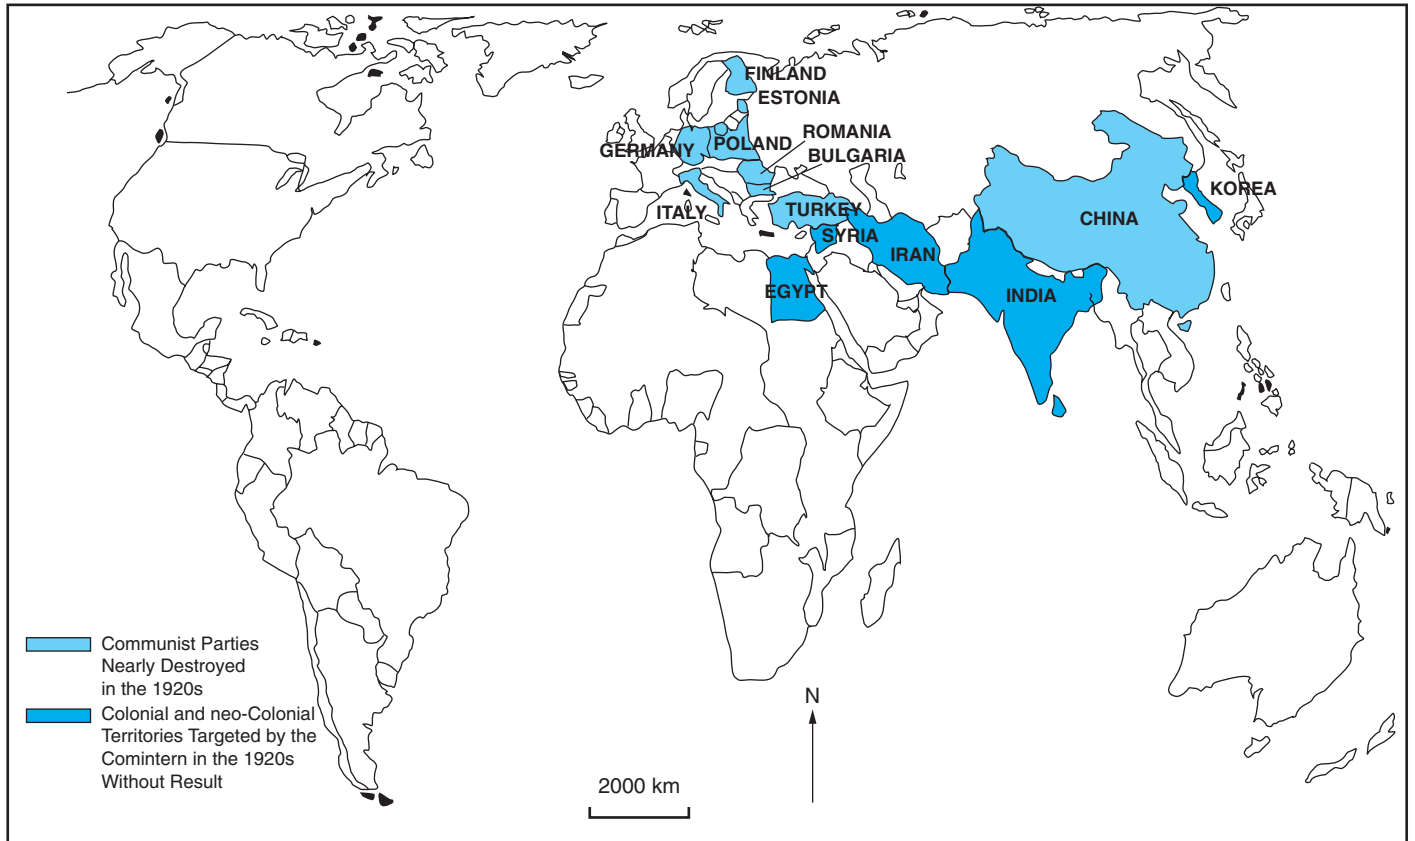 FINLAND
ESTONIA
ROMANIA
POLAND
GERMANY
BULGARIA
KOREA
ITALY
TURKEY
CHINA
SYRIA
IRAN
EGYPT
INDIA
Communist Parties
Nearly Destroyed
in the 1920s
Colonial and neo-Colonial
Territories Targeted by the
Comintern in the 1920s
Without Result
N
2000 km